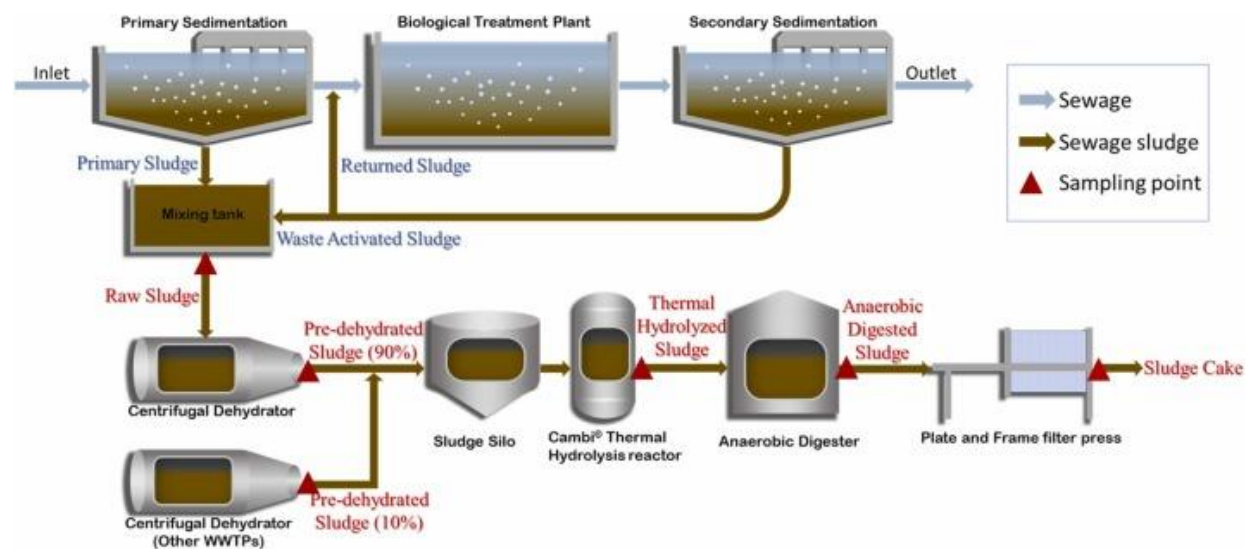 Primary Sedimentation
Biological Treatment Plant
Secondary Sedimentation
Inlet
Outlet
Sewage
Sewage sludge
Sampling point
Primary Sludge
Returned Sludge
Mixing tank
Waste Activated Sludge
Raw Sludge
Pre-dehydrated
Sludge (90%)
Thermal
Hydrolyzed
Sludge
Anaerobic
Digested
Sludge
Sludge Cake
Centrifugal Dehydrator
Sludge Silo
Cambi® Thermal
Hydrolysis reactor
Anaerobic Digester
Plate and Frame filter press
Pre-dehydrated
Sludge (10%)
Centrifugal Dehydrator
(Other WWTPs)